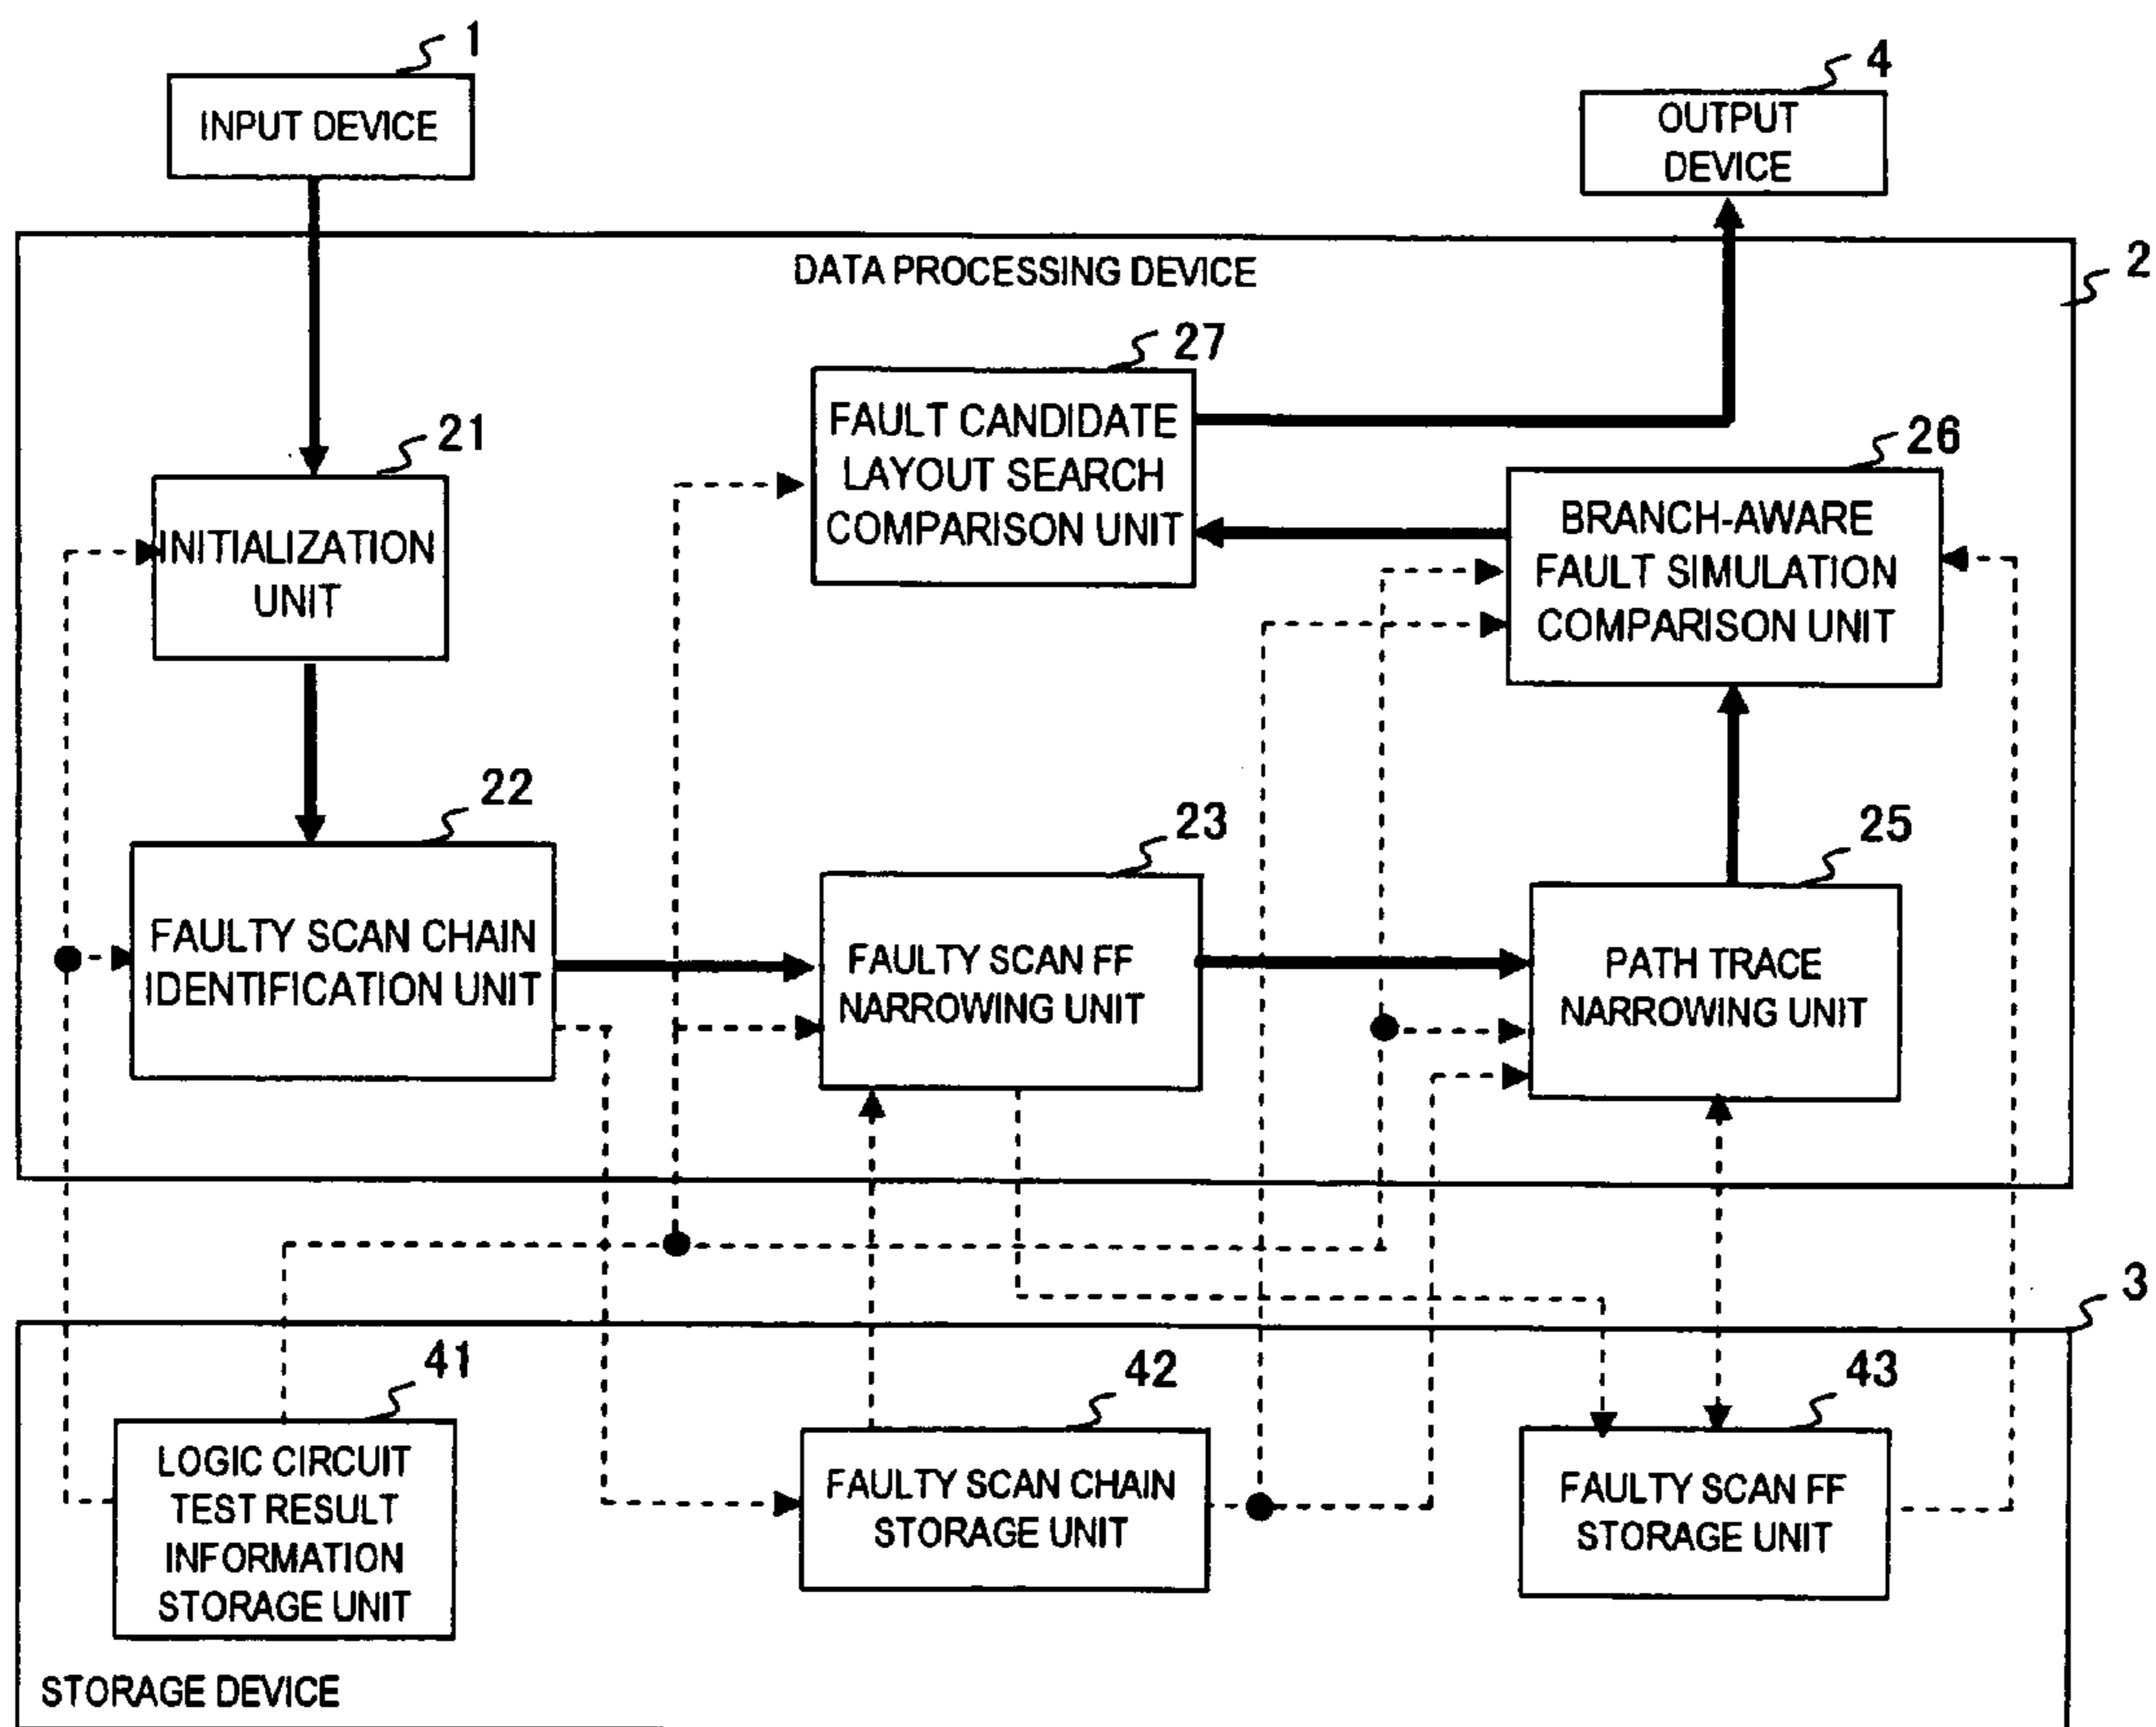 1
INPUT DEVICE
4
OUTPUT
DEVICE
DATA PROCESSING DEVICE
2
27
FAULT CANDIDATE
LAYOUT SEARCH
COMPARISON UNIT
21
INITIALIZATION
UNIT
26
BRANCH-AWARE
FAULT SIMULATION
COMPARISON UNIT
22
FAULTY SCAN CHAIN
IDENTIFICATION UNIT
23
FAULTY SCAN FF
NARROWING UNIT
25
PATH TRACE
NARROWING UNIT
3
41
LOGIC CIRCUIT
TEST RESULT
INFORMATION
STORAGE UNIT
42
FAULTY SCAN CHAIN
STORAGE UNIT
43
FAULTY SCAN FF
STORAGE UNIT
STORAGE DEVICE